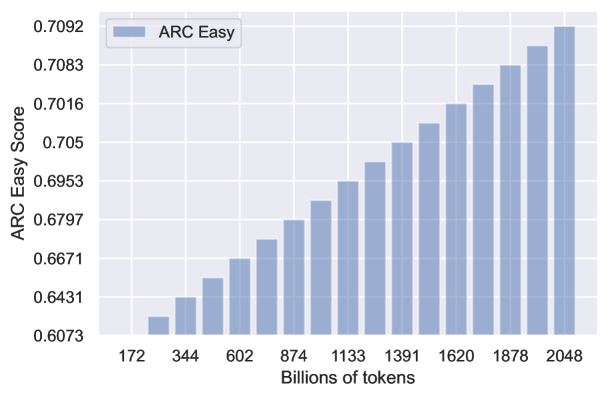 ARC Easy
0.7092
0.7083
0.7016
0.705
0.6953
0.6797
0.6671
0.6431
0.6073
ARC Easy Score
172 344 602 874 1133 1391 1620 1878 2048
Billions of tokens